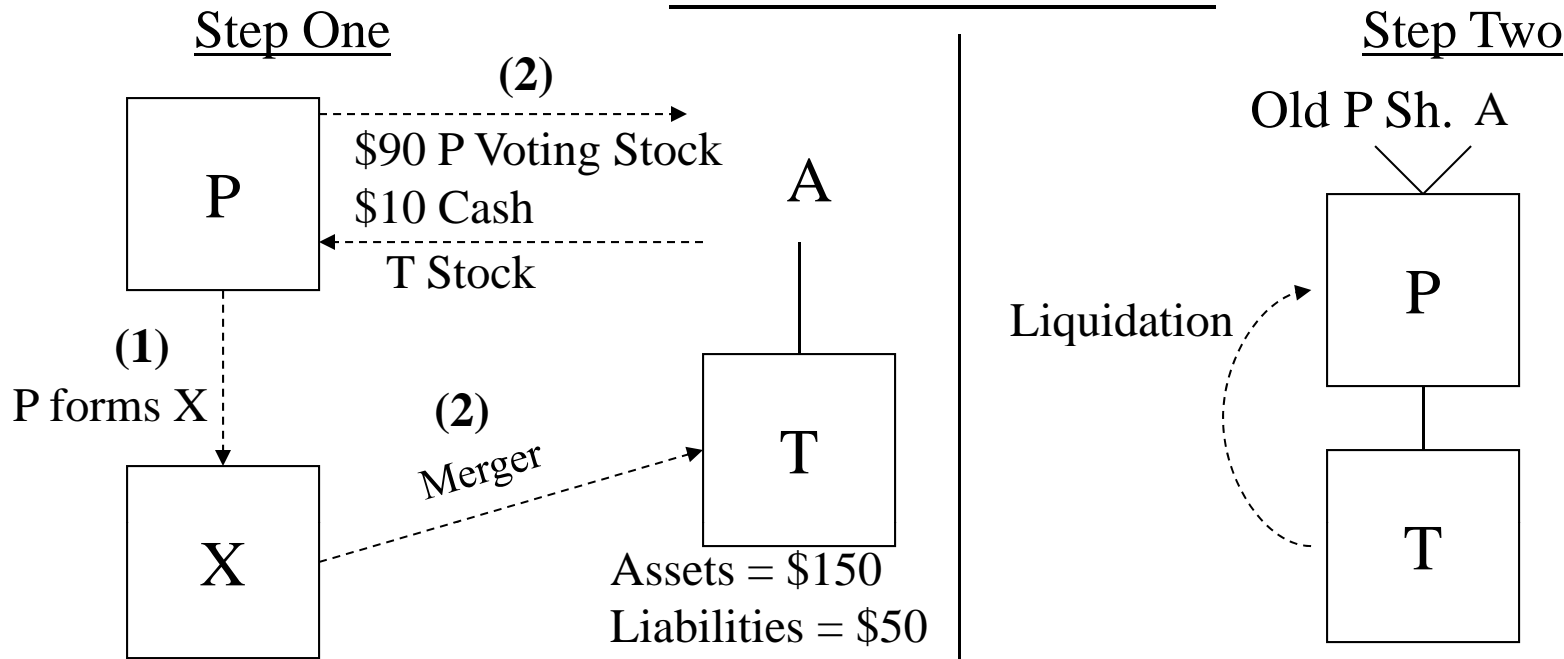 Step One
(2)
P
$90 P Voting Stock
$10 Cash
T Stock
A
(1)
P forms X
(2)
Merger
X
T
Assets = $150
Liabilities = $50
Step Two
Old P Sh. A
P
Liquidation
T